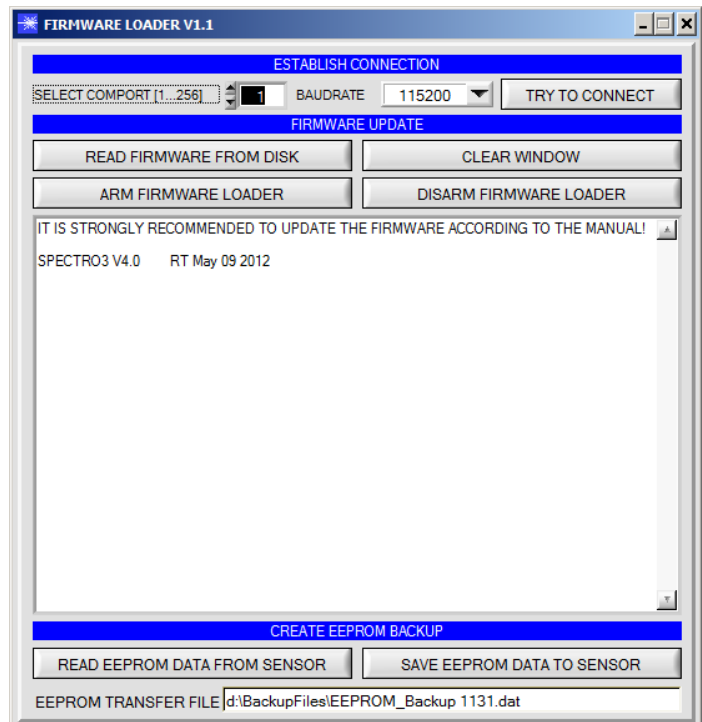 FIRMWARE LOADER V1.1
ESTABLISH CONNECTION
SELECT COMPORT [1...256] 1 BAUDRATE 115200 TRY TO CONNECT
FIRMWARE UPDATE
READ FIRMWARE FROM DISK CLEAR WINDOW
ARM FIRMWARE LOADER DISARM FIRMWARE LOADER
IT IS STRONGLY RECOMMENDED TO UPDATE THE FIRMWARE ACCORDING TO THE MANUAL!
SPECTRO3 V4.0 RT May 09 2012
CREATE EEPROM BACKUP
READ EEPROM DATA FROM SENSOR SAVE EEPROM DATA TO SENSOR
EEPROM TRANSFER FILE d:\BackupFiles\EEPROM_Backup 1131.dat